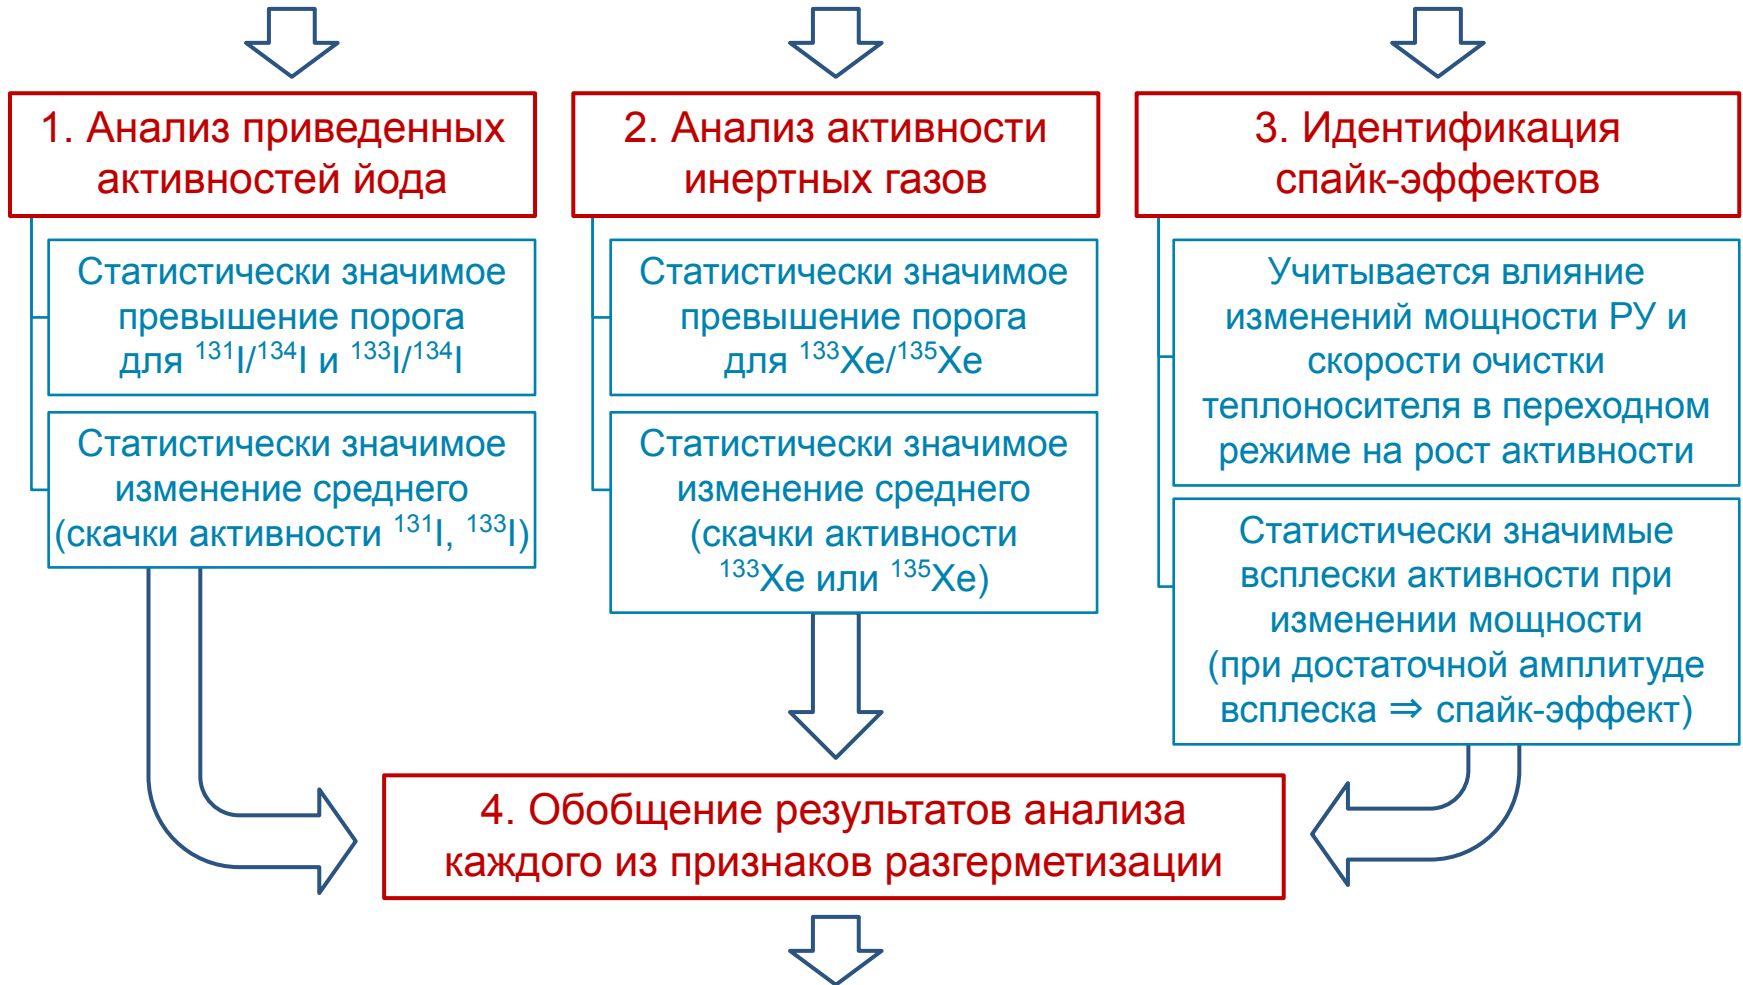 1. Анализ приведенных
активностей йода
Статистически значимое
превышение порога
для ¹³¹I/¹³⁴I и ¹³³I/¹³⁴I
Статистически значимое
изменение среднего
(скачки активности ¹³¹I, ¹³³I)
2. Анализ активности
инертных газов
Статистически значимое
превышение порога
для ¹³³Xe/¹³⁵Xe
Статистически значимое
изменение среднего
(скачки активности
¹³³Xe или ¹³⁵Xe)
3. Идентификация
спайк-эффектов
Учитывается влияние
изменений мощности РУ и
скорости очистки
теплоносителя в переходном
режиме на рост активности
Статистически значимые
всплески активности при
изменении мощности
(при достаточной амплитуде
всплеска ⇒ спайк-эффект)
4. Обобщение результатов анализа
каждого из признаков разгерметизации